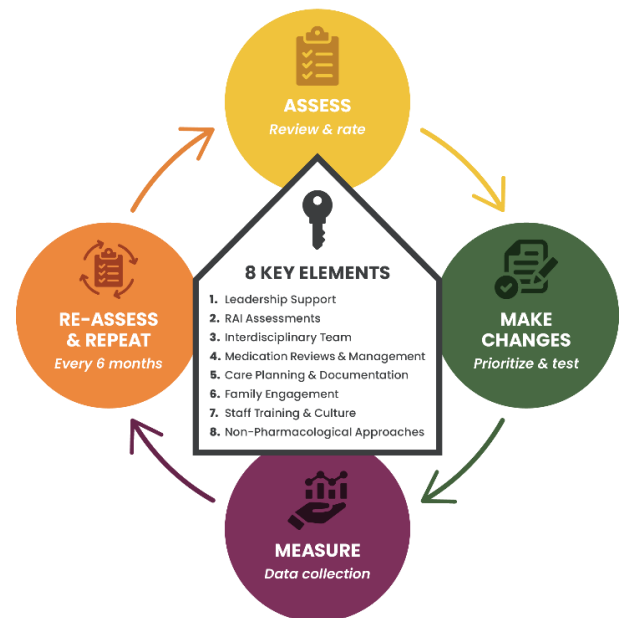 ASSESS
Review & rate
8 KEY ELEMENTS
1. Leadership Support
2. RAI Assessments
3. Interdisciplinary Team
4. Medication Reviews & Management
5. Care Planning & Documentation
6. Family Engagement
7. Staff Training & Culture
8. Non-Pharmacological Approaches
MAKE
CHANGES
Prioritize & test
MEASURE
Data collection
RE-ASSESS
& REPEAT
Every 6 months